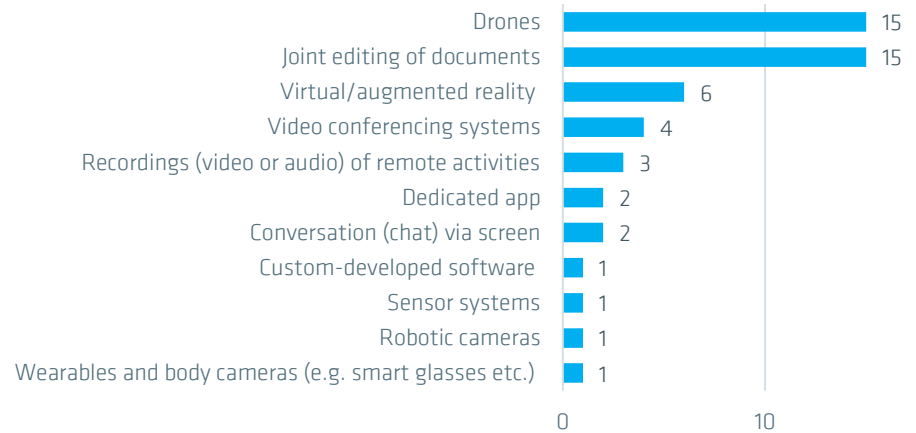 Drones 15
Joint editing of documents 15
Virtual/augmented reality 6
Video conferencing systems 4
Recordings (video or audio) of remote activities 3
Dedicated app 2
Conversation (chat) via screen 2
Custom-developed software 1
Sensor systems 1
Robotic cameras 1
Wearables and body cameras (e.g. smart glasses etc.) 1
0 10